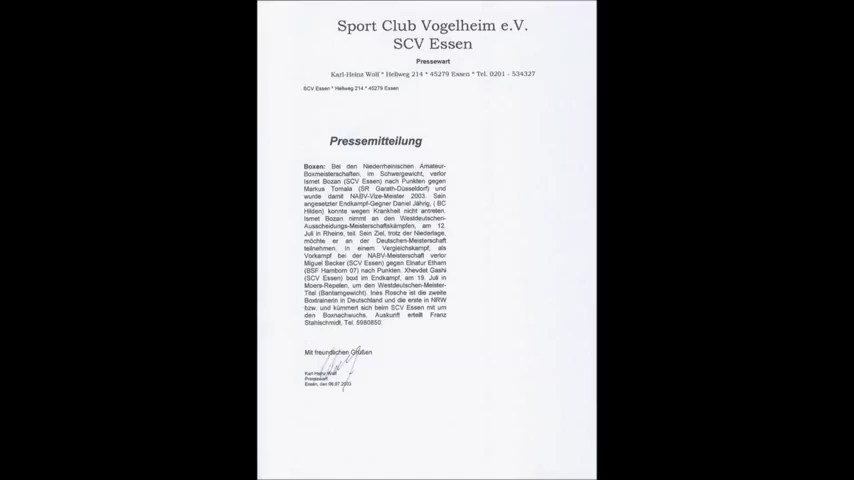 Sport Club Vogelheim e.V.
SCV Essen
Pressewart
Karl-Heinz Wolf * Hellweg 214 * 45279 Essen * Tel. 0201 - 534327
SCV Essen * Hellweg 214 * 45279 Essen
Pressemitteilung
Boxen: Bei den Niederrheinischen Amateur-
Boxmeisterschaften, im Schwergewicht, verlor
Ismet Bozan (SCV Essen) nach Punkten gegen
Markus Tomala (SR Garath-Düsseldorf) und
wurde damit NABV-Vize-Meister 2003. Sein
angesetzter Endkampf-Gegner Daniel Jährig, ( BC
Hilden) konnte wegen Krankheit nicht antreten.
Ismet Bozan nimmt an den Westdeutschen-
Ausscheidungs-Meisterschaftskämpfen, am 12.
Juli in Rheine, teil. Sein Ziel, trotz der Niederlage,
möchte er an der Deutschen-Meisterschaft
teilnehmen. in einem Vergleichskampf, als
Vorkampf bei der NABV-Meisterschaft verlor
Miguel Becker (SCV Essen) gegen Elnatur Etham
(BSF Hamborn 07) nach Punkten. Xhevdet Gashi
(SCV Essen) boxt im Endkampf, am 19. Juli in
Moers-Repelen, um den Westdeutschen-Meister-
Titel (Bantamgewicht). Ines Rosche ist die zweite
Boxtrainerin in Deutschland und die erste in NRW
bzw. und kümmert sich beim SCV Essen mit um
den Boxnachwuchs. Auskunft erteilt Franz
Stahlschmidt, Tel. 5980850.
Mit freundlichen Grüßen
Karl-Heinz Wolf
Pressewart
Essen, den 06.07.2003